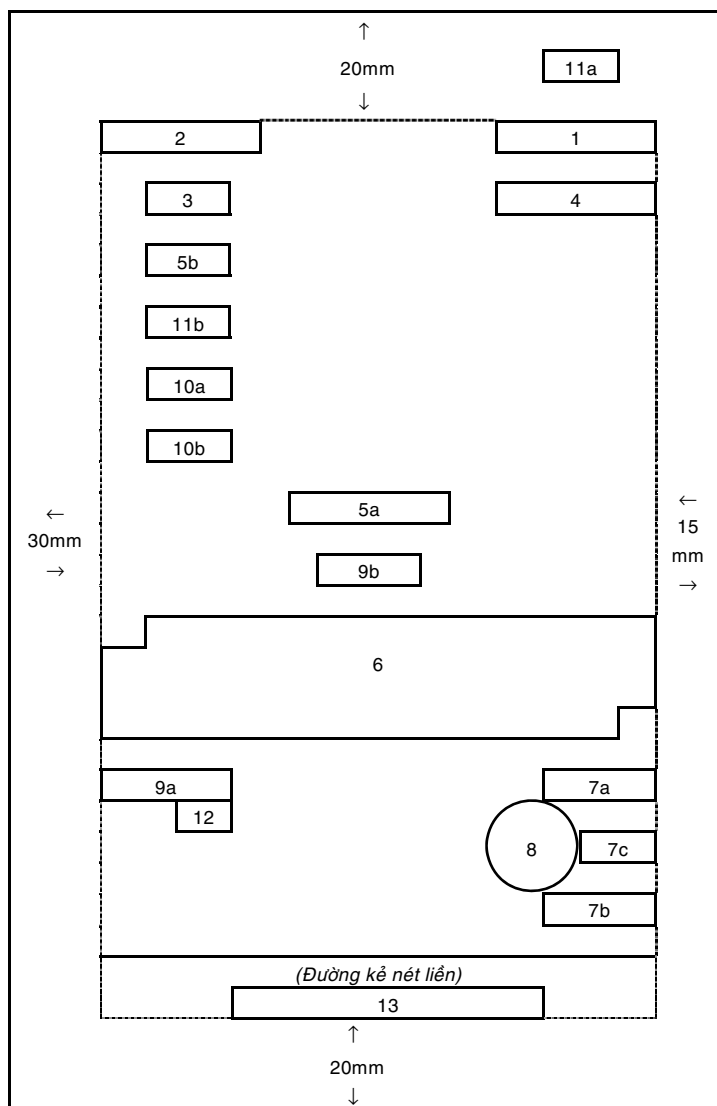 ↑
20mm
11a
↓
2
1
3
4
5b
11b
10a
10b
5a
←
30mm
→
←
15
mm
→
9b
6
9a
7a
12
8
7c
7b
(Đường kẻ nét liền)
13
↑
20mm
↓